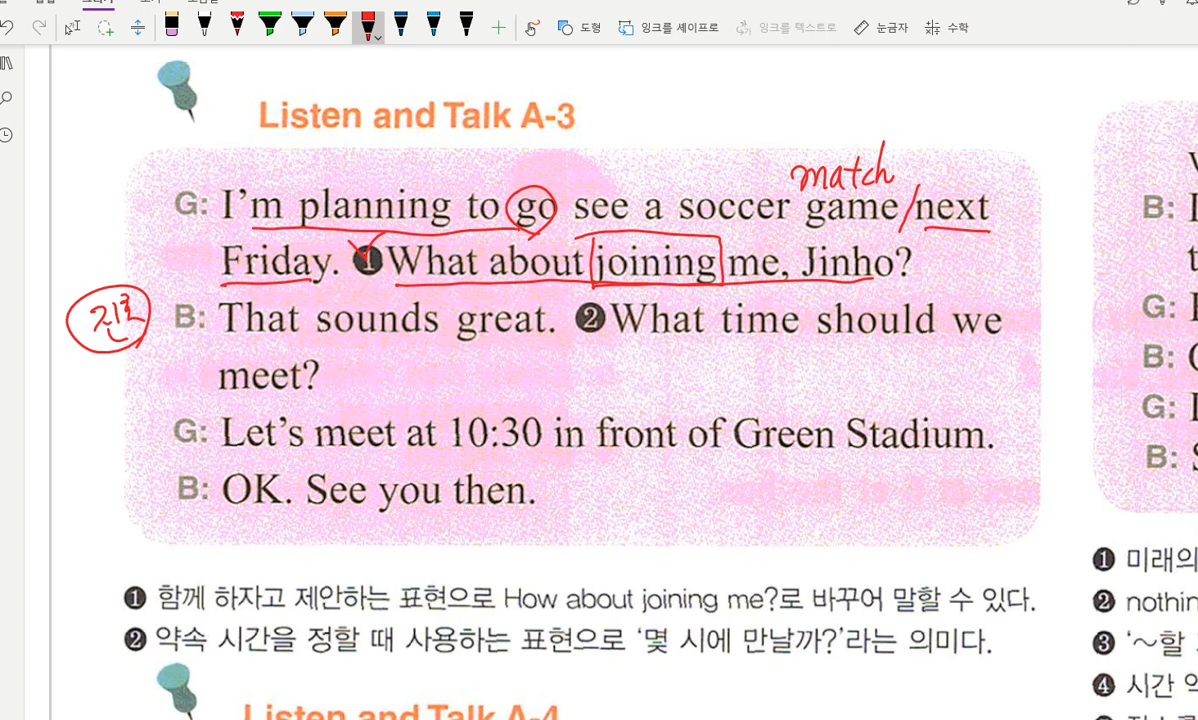 도형
잉크를 셰이프로
잉크를 텍스트로
눈금자
수학
Listen and Talk A-3
match
G: I'm planning to go see a soccer game / next
Friday. ❶What about joining me, Jinho?
진호
B: That sounds great. ❷What time should we
meet?
G: Let's meet at 10:30 in front of Green Stadium.
B: OK. See you then.
❶ 함께 하자고 제안하는 표현으로 How about joining me?로 바꾸어 말할 수 있다.
❷ 약속 시간을 정할 때 사용하는 표현으로 '몇 시에 만날까?'라는 의미다.
Listen and Talk A-4
B:
G:
B:
G:
B:
❶ 미래의
❷ nothin
❸ '~할
❹ 시간